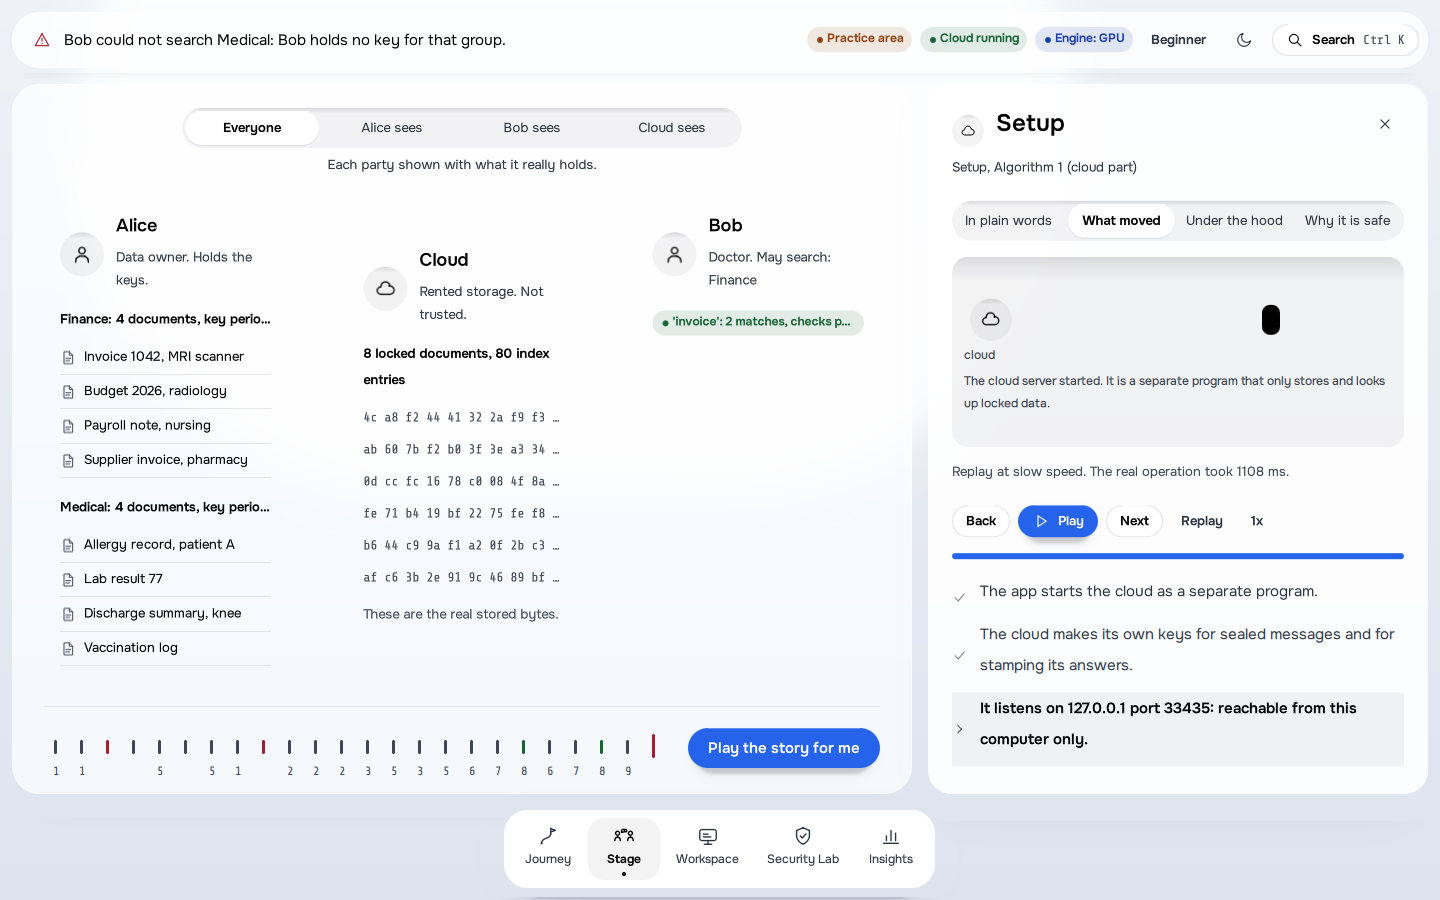 Bob could not search Medical: Bob holds no key for that group.
Practice area
Cloud running
Engine: GPU
Beginner
Search Ctrl K
Everyone
Alice sees
Bob sees
Cloud sees
Each party shown with what it really holds.
Alice
Data owner. Holds the
keys.
Finance: 4 documents, key perio...
Invoice 1042, MRI scanner
Budget 2026, radiology
Payroll note, nursing
Supplier invoice, pharmacy
Medical: 4 documents, key perio...
Allergy record, patient A
Lab result 77
Discharge summary, knee
Vaccination log
Cloud
Rented storage. Not
trusted.
8 locked documents, 80 index
entries
4c a8 f2 44 41 32 2a f9 f3 …
ab 60 7b f2 b0 3f 3e a3 34 …
0d cc fc 16 78 c0 08 4f 8a …
fe 71 b4 19 bf 22 75 fe f8 …
b6 44 c9 9a f1 a2 0f 2b c3 …
af c6 3b 2e 91 9c 46 89 bf …
These are the real stored bytes.
Bob
Doctor. May search:
Finance
'invoice': 2 matches, checks p...
1 1 5 5 1 2 2 2 3 5 3 5 6 7 8 6 7 8 9
Play the story for me
Setup
Setup, Algorithm 1 (cloud part)
In plain words
What moved
Under the hood
Why it is safe
cloud
The cloud server started. It is a separate program that only stores and looks
up locked data.
Replay at slow speed. The real operation took 1108 ms.
Back
Play
Next
Replay
1x
The app starts the cloud as a separate program.
The cloud makes its own keys for sealed messages and for
stamping its answers.
It listens on 127.0.0.1 port 33435: reachable from this
computer only.
Journey
Stage
Workspace
Security Lab
Insights